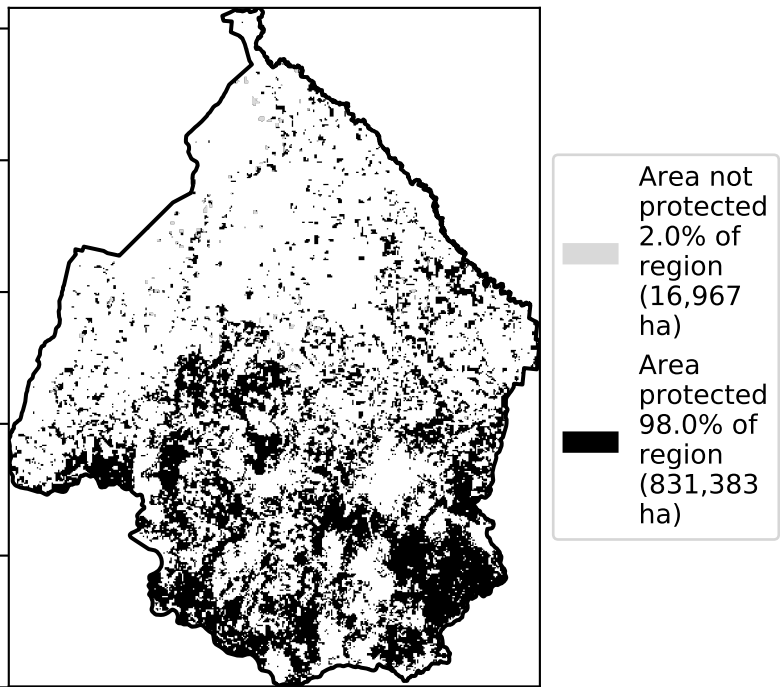 Area not
protected
2.0% of
region
(16,967
ha)
Area
protected
98.0% of
region
(831,383
ha)